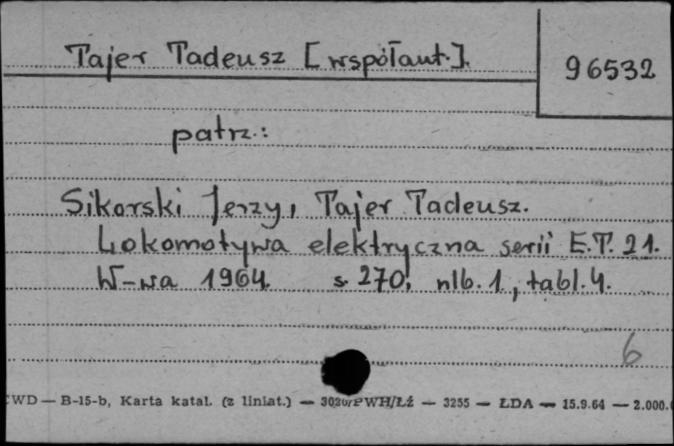 Tajer Tadeusz [współaut.]
96532
patrz.:
Sikorski Jerzy, Tajer Tadeusz.
Lokomotywa elektryczna serii E.T. 21.
W-wa 1964 s. 270, nlb. 1, tabl. 4.
6
WD — B-15-b, Karta katal. (z liniat.) — 3020/PWH/Łź — 3255 — ŁDA — 15.9.64 — 2.000.